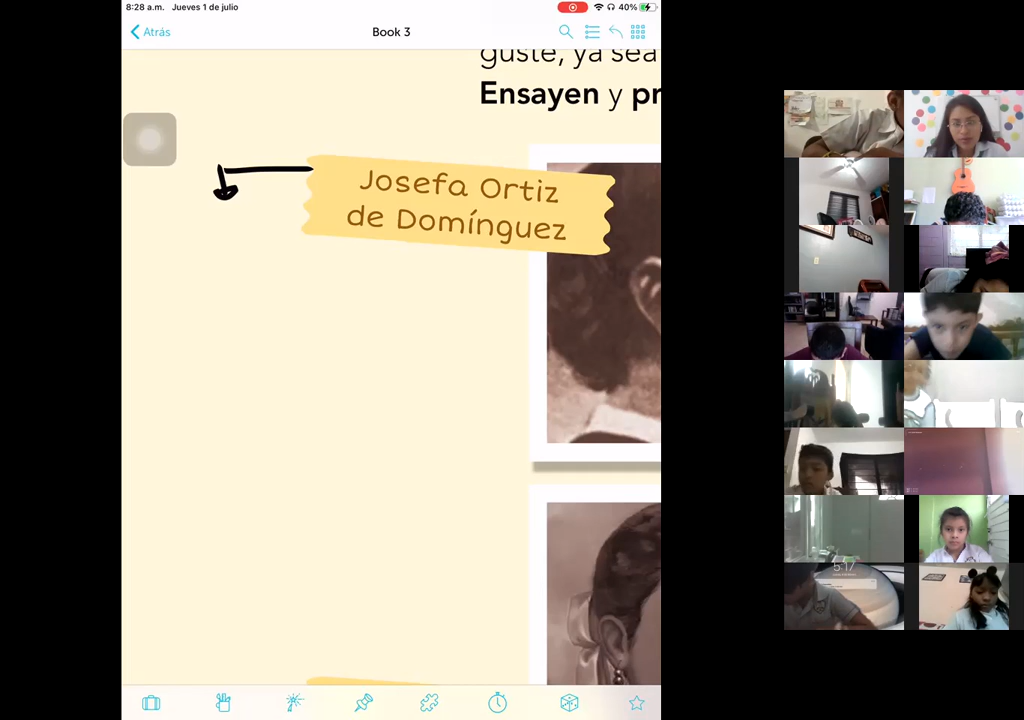 8:28 a.m. Jueves 1 de julio
40%
Atrás
Book 3
guste, ya sea
Ensayen y pr
Josefa Ortiz
de Domínguez
5:17